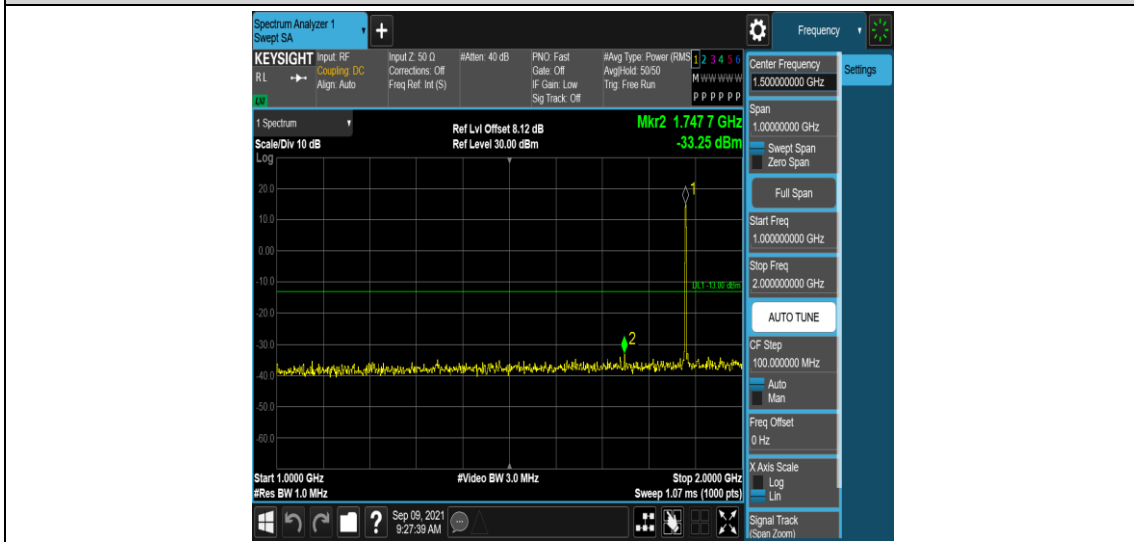 Spectrum Analyzer 1
Swept SA
+
Frequency
KEYSIGHT
RL
LXI
Input: RF
Coupling: DC
Align: Auto
Input Z: 50 Ω
Corrections: Off
Freq Ref: Int (S)
#Atten: 40 dB
PNO: Fast
Gate: Off
IF Gain: Low
Sig Track: Off
#Avg Type: Power (RMS
Avg|Hold: 50/50
Trig: Free Run
1 2 3 4 5 6
M W W W W W
P P P P P P
1 Spectrum
Scale/Div 10 dB
Log
Ref Lvl Offset 8.12 dB
Ref Level 30.00 dBm
Mkr2 1.747 7 GHz
-33.25 dBm
20.0
10.0
0.00
-10.0
-20.0
-30.0
-40.0
-50.0
-60.0
1
DL1 -13.00 dBm
2
Start 1.0000 GHz
#Res BW 1.0 MHz
#Video BW 3.0 MHz
Stop 2.0000 GHz
Sweep 1.07 ms (1000 pts)
?
Sep 09, 2021
9:27:39 AM
Center Frequency
1.500000000 GHz
Settings
Span
1.00000000 GHz
Swept Span
Zero Span
Full Span
Start Freq
1.000000000 GHz
Stop Freq
2.000000000 GHz
AUTO TUNE
CF Step
100.000000 MHz
Auto
Man
Freq Offset
0 Hz
X Axis Scale
Log
Lin
Signal Track
(Span Zoom)